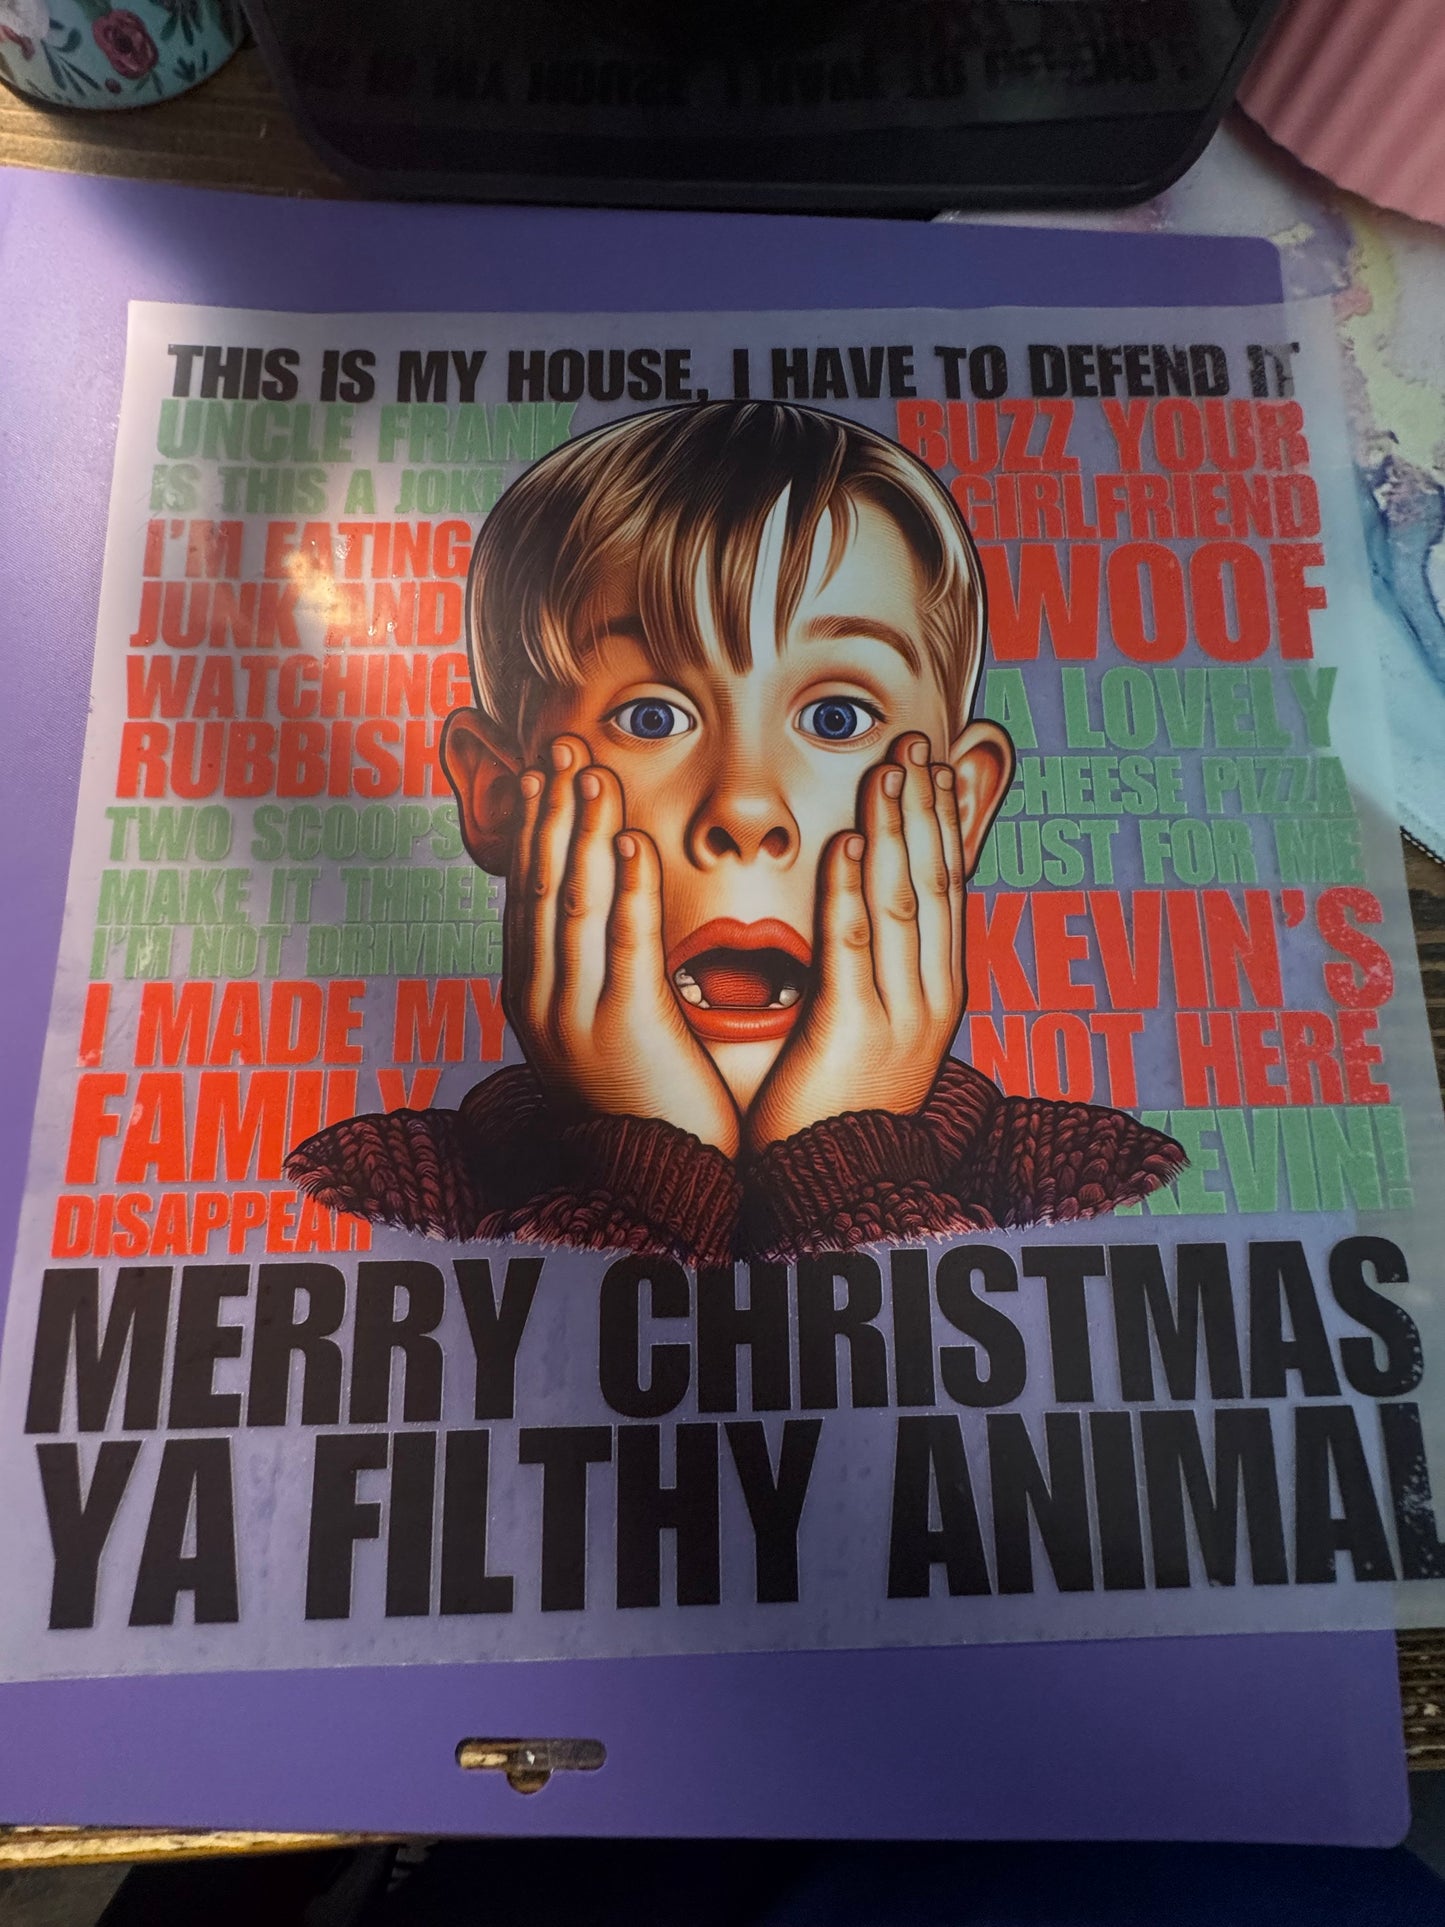 THIS IS MY HOUSE, I HAVE TO DEFEND IT
UNCLE FRANK
IS THIS A JOKE
I'M EATING
JUNK AND
WATCHING
RUBBISH
TWO SCOOPS
MAKE IT THREE
I'M NOT DRIVING
I MADE MY
FAMILY
DISAPPEAR
BUZZ YOUR
GIRLFRIEND
WOOF
A LOVELY
CHEESE PIZZA
JUST FOR ME
KEVIN'S
NOT HERE
KEVIN!
MERRY CHRISTMAS
YA FILTHY ANIMAL